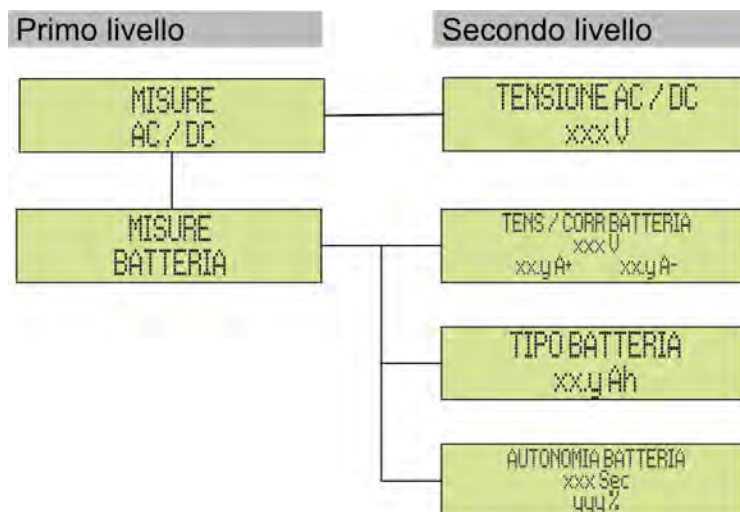 Primo livello
Secondo livello
MISURE
AC / DC
TENSIONE AC / DC
xxx V
MISURE
BATTERIA
TENS / CORR BATTERIA
xxx V
xx.y A+ xx.y A-
TIPO BATTERIA
xx.y Ah
AUTONOMIA BATTERIA
xxx Sec
yyy %